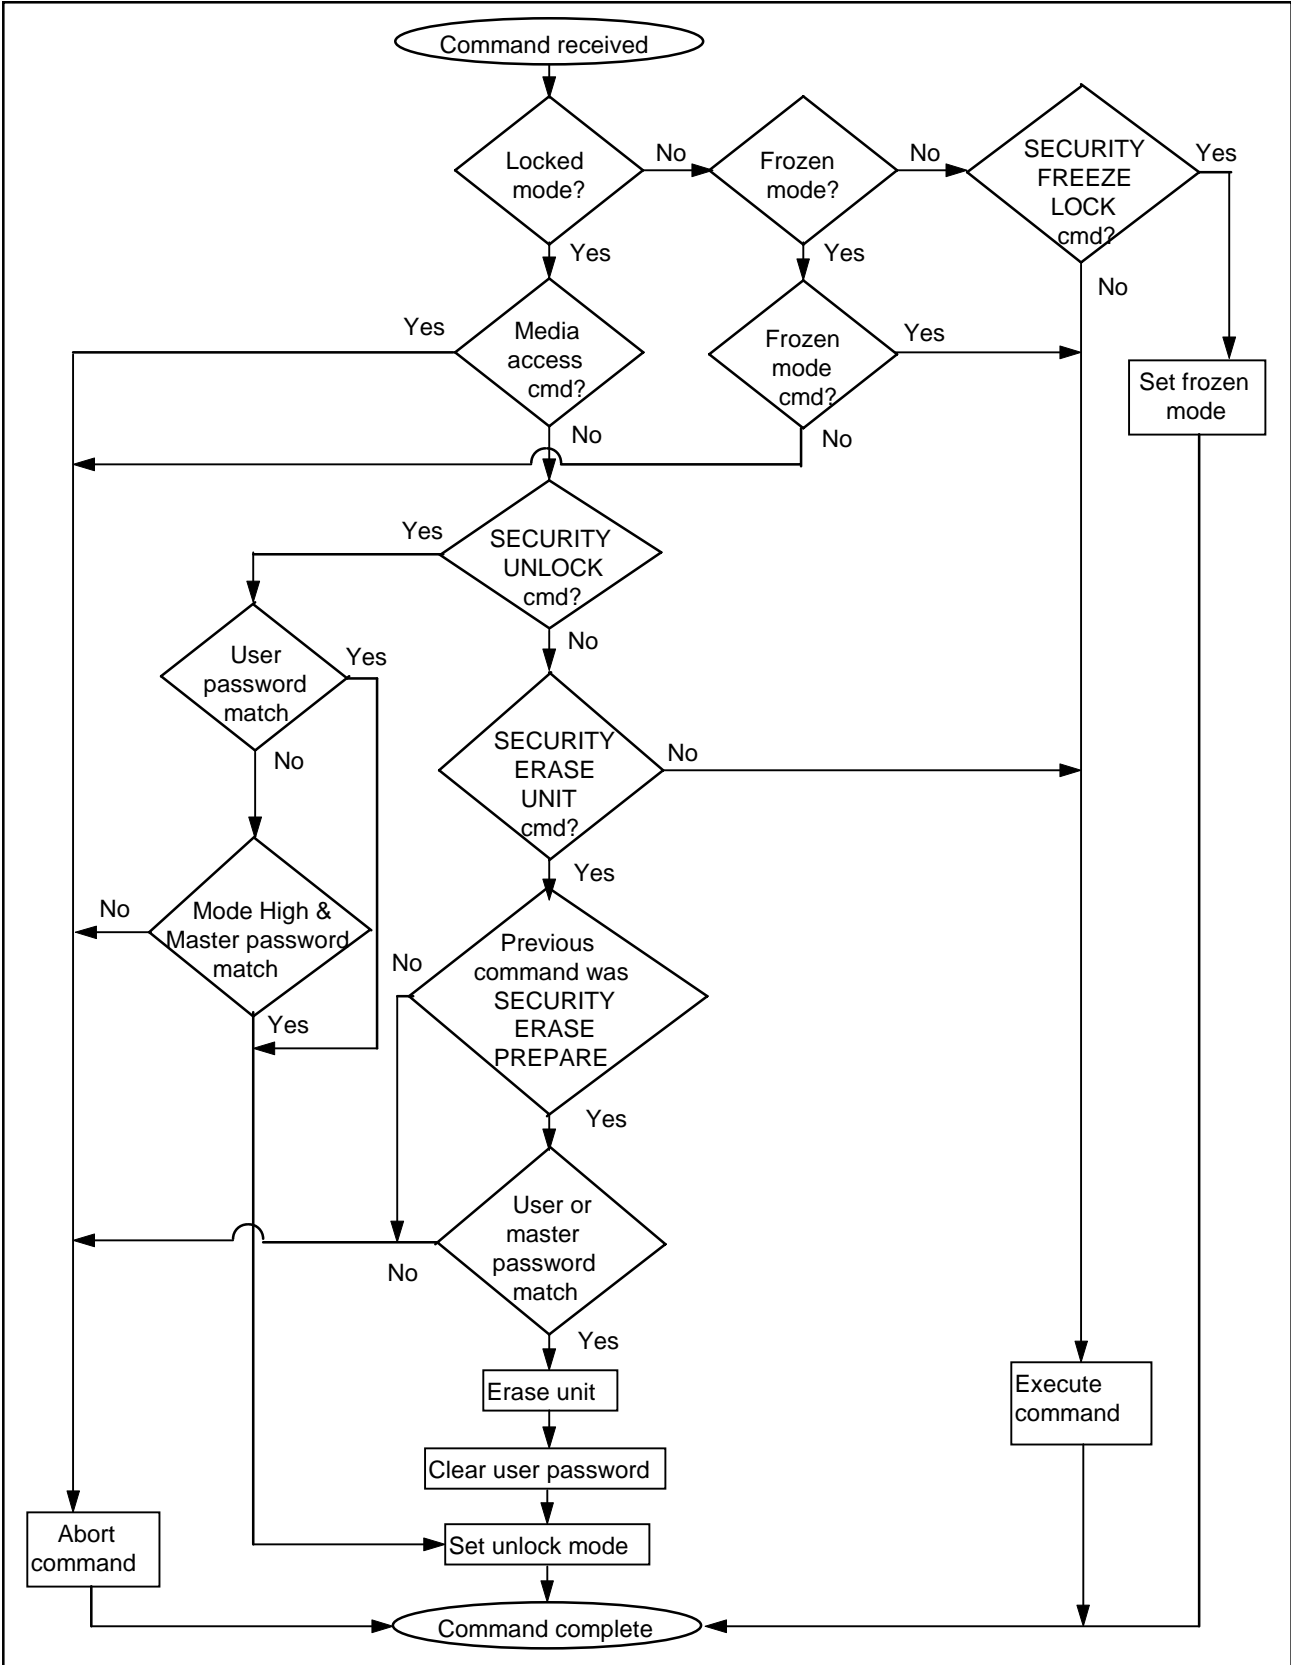 Command received
Locked
mode?
No
Frozen
mode?
No
SECURITY
FREEZE
LOCK
cmd?
Yes
Yes
Yes
No
Yes
Media
access
cmd?
Frozen
mode
cmd?
Yes
Set frozen
mode
No
No
Yes
SECURITY
UNLOCK
cmd?
No
User
password
match
Yes
No
SECURITY
ERASE
UNIT
cmd?
No
Yes
No
Mode High &
Master password
match
Yes
No
Previous
command was
SECURITY
ERASE
PREPARE
Yes
User or
master
password
match
No
Yes
Erase unit
Execute
command
Clear user password
Abort
command
Set unlock mode
Command complete